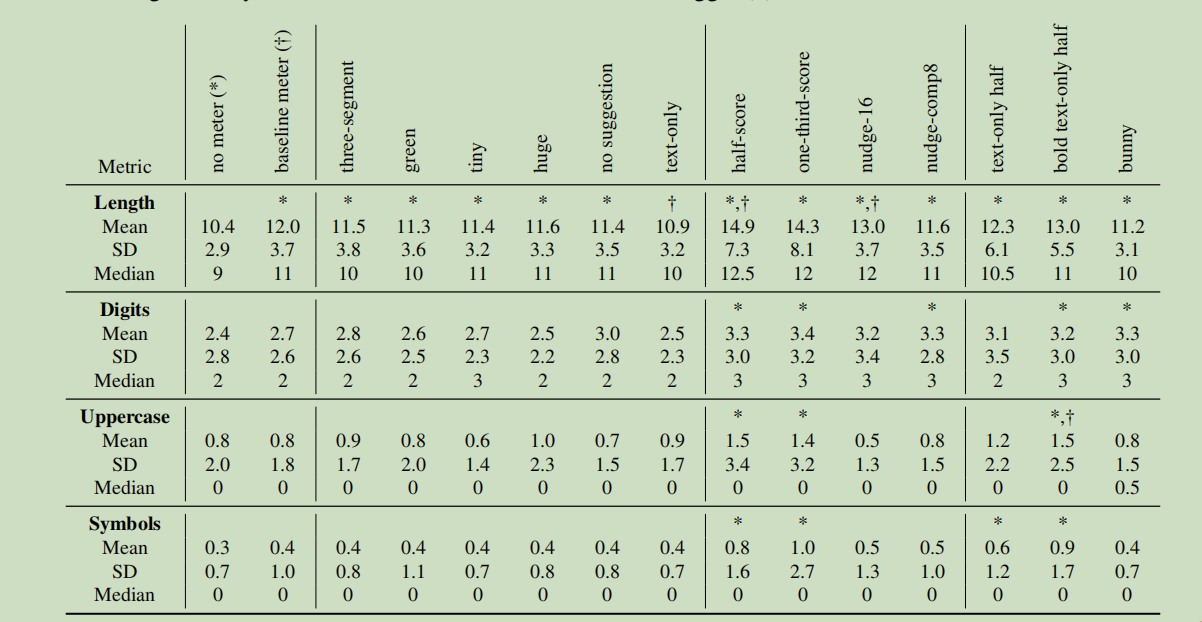 Metric no meter (*) baseline meter (†) three-segment green tiny huge no suggestion text-only half-score one-third-score nudge-16 nudge-comp8 text-only half bold text-only half bunny
Length * * * * * * † *,† * *,† * * * *
Mean 10.4 12.0 11.5 11.3 11.4 11.6 11.4 10.9 14.9 14.3 13.0 11.6 12.3 13.0 11.2
SD 2.9 3.7 3.8 3.6 3.2 3.3 3.5 3.2 7.3 8.1 3.7 3.5 6.1 5.5 3.1
Median 9 11 10 10 11 11 11 10 12.5 12 12 11 10.5 11 10
Digits * * * * *
Mean 2.4 2.7 2.8 2.6 2.7 2.5 3.0 2.5 3.3 3.4 3.2 3.3 3.1 3.2 3.3
SD 2.8 2.6 2.6 2.5 2.3 2.2 2.8 2.3 3.0 3.2 3.4 2.8 3.5 3.0 3.0
Median 2 2 2 2 3 2 2 2 3 3 3 3 2 3 3
Uppercase * * *,†
Mean 0.8 0.8 0.9 0.8 0.6 1.0 0.7 0.9 1.5 1.4 0.5 0.8 1.2 1.5 0.8
SD 2.0 1.8 1.7 2.0 1.4 2.3 1.5 1.7 3.4 3.2 1.3 1.5 2.2 2.5 1.5
Median 0 0 0 0 0 0 0 0 0 0 0 0 0 0 0.5
Symbols * * * *
Mean 0.3 0.4 0.4 0.4 0.4 0.4 0.4 0.4 0.8 1.0 0.5 0.5 0.6 0.9 0.4
SD 0.7 1.0 0.8 1.1 0.7 0.8 0.8 0.7 1.6 2.7 1.3 1.0 1.2 1.7 0.7
Median 0 0 0 0 0 0 0 0 0 0 0 0 0 0 0